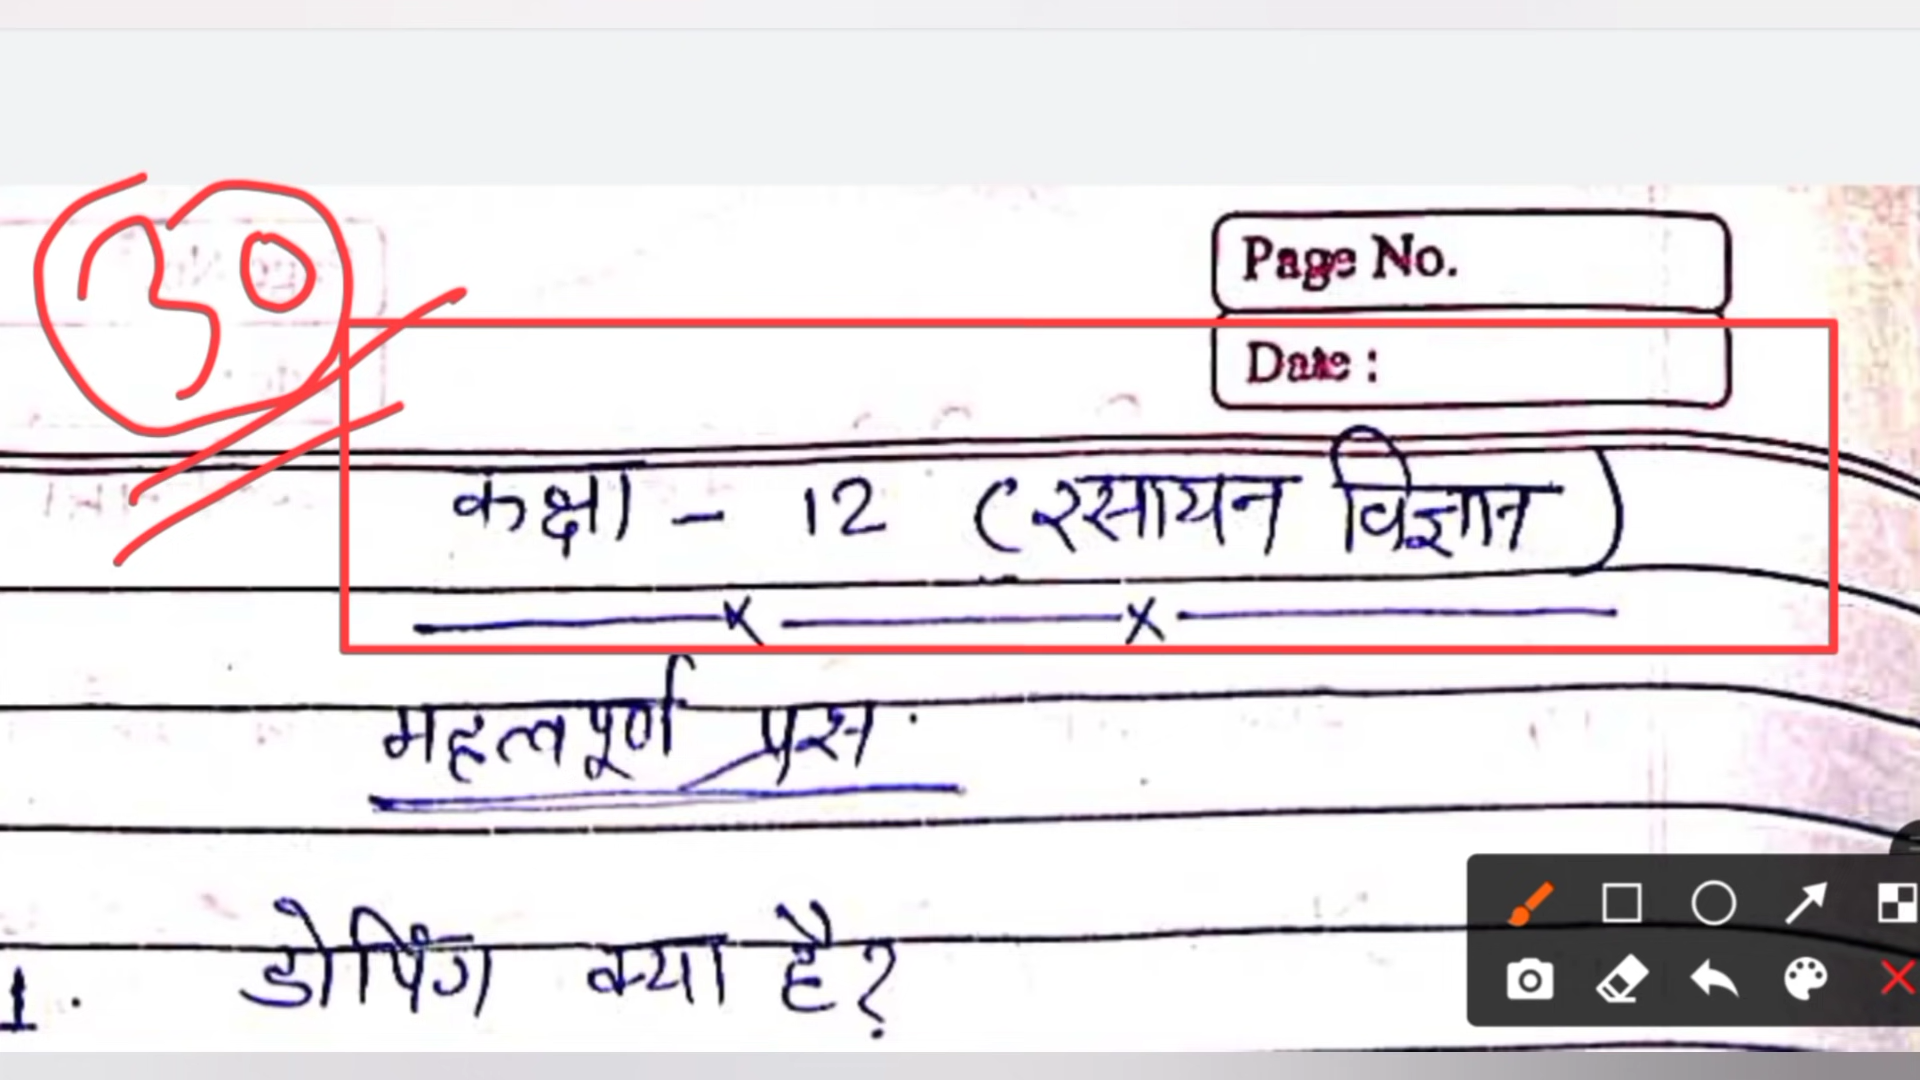 30
Page No.
Date :
कक्षा - 12 (रसायन विज्ञान)
महत्वपूर्ण प्रश्न
1. डोपिंग क्या है?